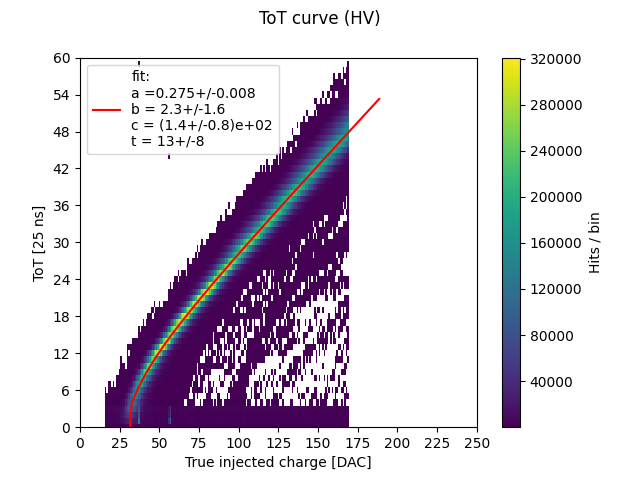 ToT curve (HV)
fit:
a =0.275+/-0.008
b = 2.3+/-1.6
c = (1.4+/-0.8)e+02
t = 13+/-8
ToT [25 ns]
60
54
48
42
36
30
24
18
12
6
0
0 25 50 75 100 125 150 175 200 225 250
True injected charge [DAC]
320000
280000
240000
200000
160000
120000
80000
40000
Hits / bin